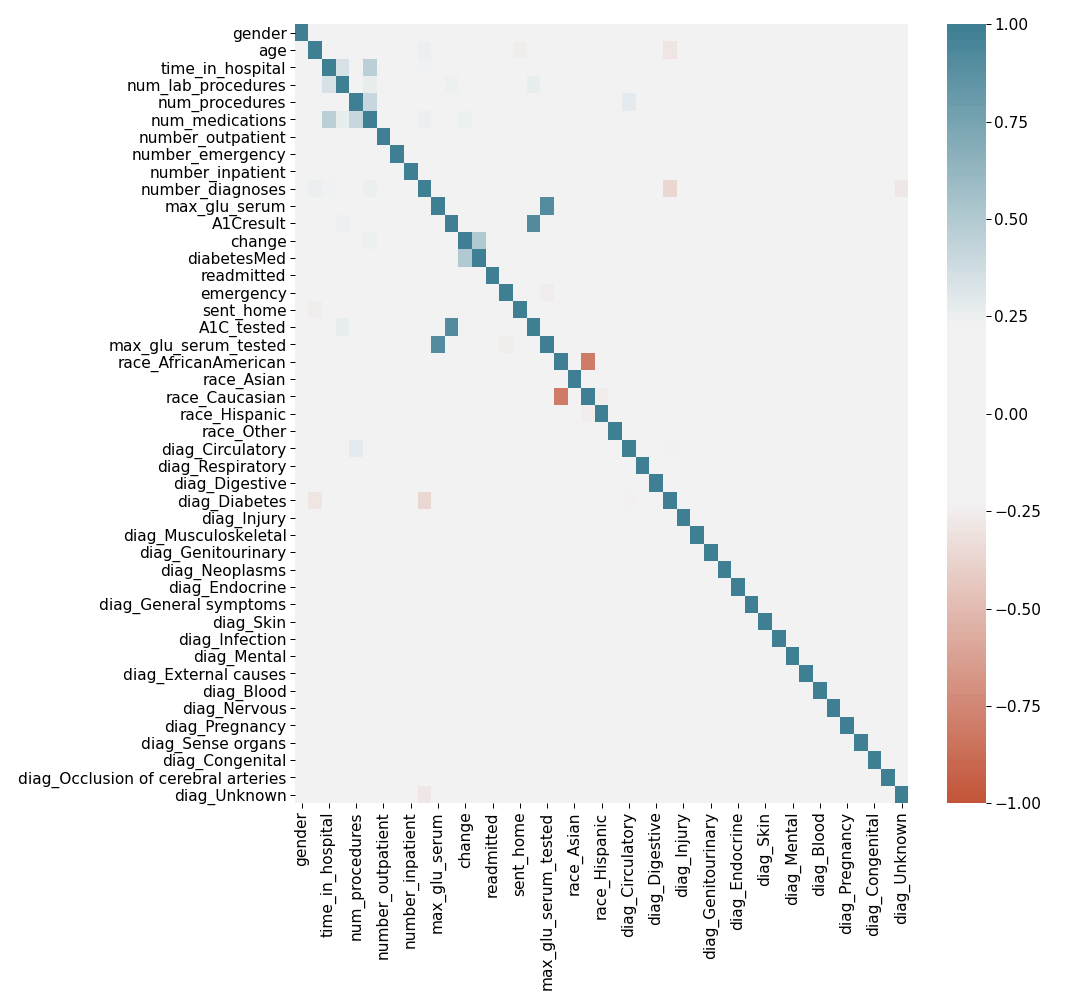 gender
age
time_in_hospital
num_lab_procedures
num_procedures
num_medications
number_outpatient
number_emergency
number_inpatient
number_diagnoses
max_glu_serum
A1Cresult
change
diabetesMed
readmitted
emergency
sent_home
A1C_tested
max_glu_serum_tested
race_AfricanAmerican
race_Asian
race_Caucasian
race_Hispanic
race_Other
diag_Circulatory
diag_Respiratory
diag_Digestive
diag_Diabetes
diag_Injury
diag_Musculoskeletal
diag_Genitourinary
diag_Neoplasms
diag_Endocrine
diag_General symptoms
diag_Skin
diag_Infection
diag_Mental
diag_External causes
diag_Blood
diag_Nervous
diag_Pregnancy
diag_Sense organs
diag_Congenital
diag_Occlusion of cerebral arteries
diag_Unknown
gender
time_in_hospital
num_procedures
number_outpatient
number_inpatient
max_glu_serum
change
readmitted
sent_home
max_glu_serum_tested
race_Asian
race_Hispanic
diag_Circulatory
diag_Digestive
diag_Injury
diag_Genitourinary
diag_Endocrine
diag_Skin
diag_Mental
diag_Blood
diag_Pregnancy
diag_Congenital
diag_Unknown
1.00
0.75
0.50
0.25
0.00
−0.25
−0.50
−0.75
−1.00